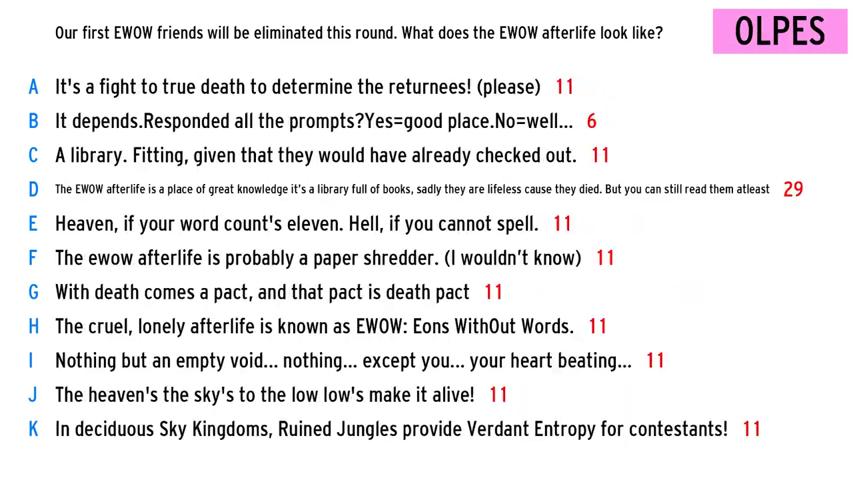 Our first EWOW friends will be eliminated this round. What does the EWOW afterlife look like?
OLPES
A It's a fight to true death to determine the returnees! (please) 11
B It depends.Responded all the prompts?Yes=good place.No=well... 6
C A library. Fitting, given that they would have already checked out. 11
D The EWOW afterlife is a place of great knowledge it's a library full of books, sadly they are lifeless cause they died. But you can still read them atleast 29
E Heaven, if your word count's eleven. Hell, if you cannot spell. 11
F The ewow afterlife is probably a paper shredder. (I wouldn't know) 11
G With death comes a pact, and that pact is death pact 11
H The cruel, lonely afterlife is known as EWOW: Eons WithOut Words. 11
I Nothing but an empty void... nothing... except you... your heart beating... 11
J The heaven's the sky's to the low low's make it alive! 11
K In deciduous Sky Kingdoms, Ruined Jungles provide Verdant Entropy for contestants! 11